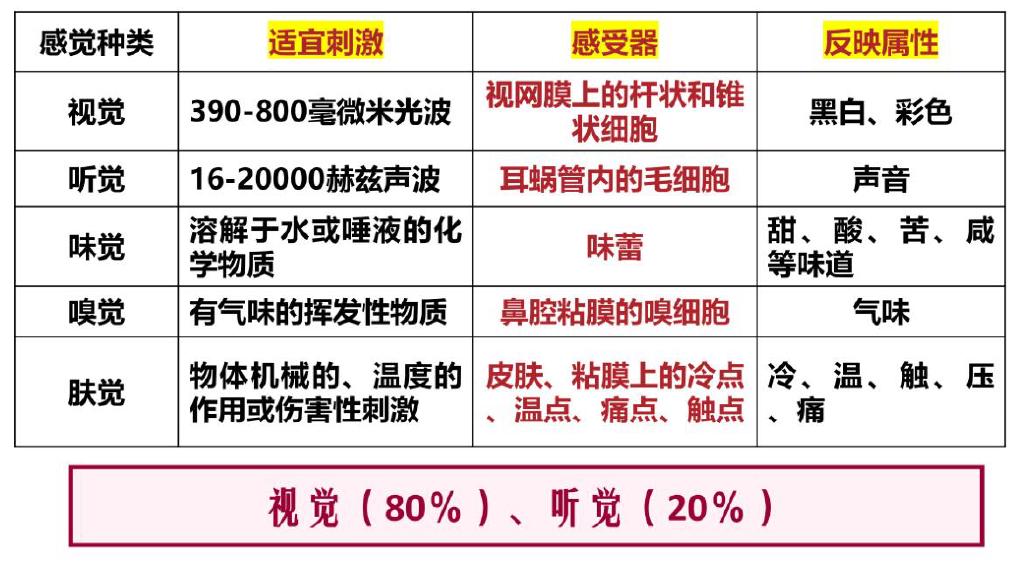 感觉种类 适宜刺激 感受器 反映属性
视觉 390-800毫微米光波 视网膜上的杆状和锥
状细胞 黑白、彩色
听觉 16-20000赫兹声波 耳蜗管内的毛细胞 声音
味觉 溶解于水或唾液的化
学物质 味蕾 甜、酸、苦、咸
等味道
嗅觉 有气味的挥发性物质 鼻腔粘膜的嗅细胞 气味
肤觉 物体机械的、温度的
作用或伤害性刺激 皮肤、粘膜上的冷点
、温点、痛点、触点 冷、温、触、压
、痛
视觉（80%）、听觉（20%）